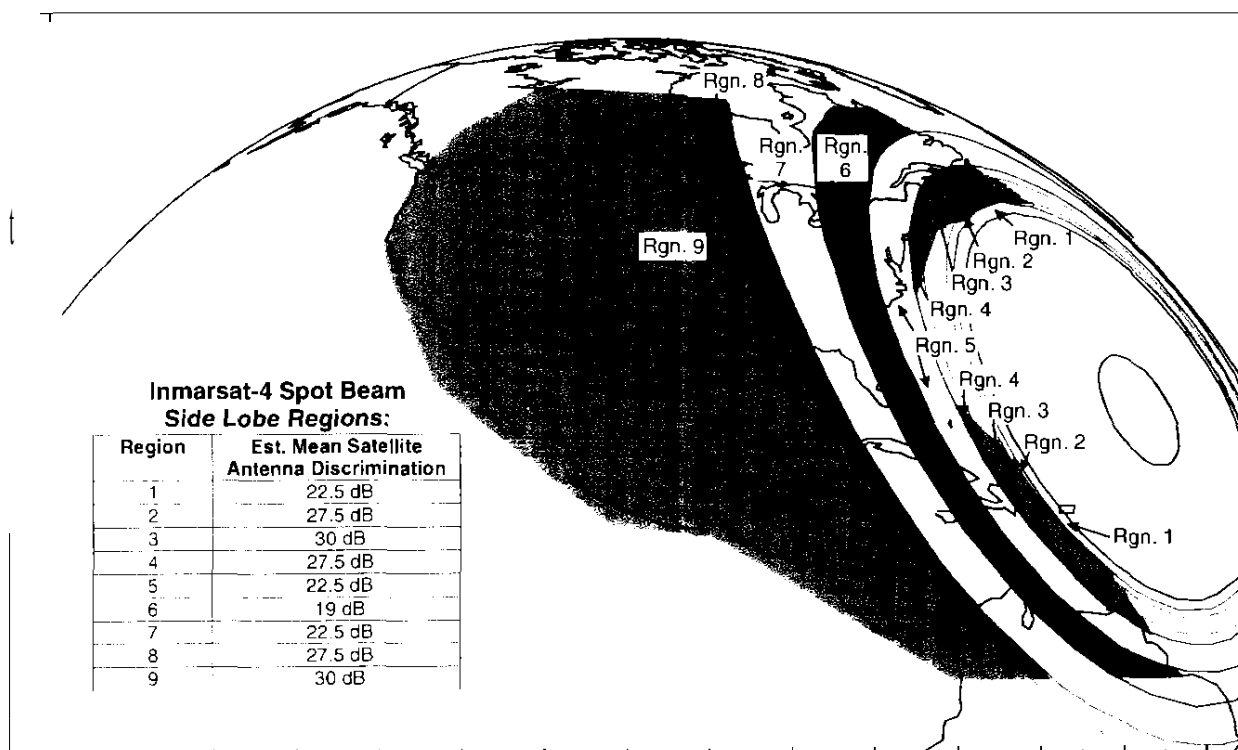 Rgn. 8
Rgn.
7
Rgn.
6
Rgn. 9
Rgn. 1
Rgn. 2
Rgn. 3
Rgn. 4
Rgn. 5
Rgn. 4
Rgn. 3
Rgn. 2
Rgn. 1
Inmarsat-4 Spot Beam
Side Lobe Regions:
Region Est. Mean Satellite
Antenna Discrimination
1 22.5 dB
2 27.5 dB
3 30 dB
4 27.5 dB
5 22.5 dB
6 19 dB
7 22.5 dB
8 27.5 dB
9 30 dB